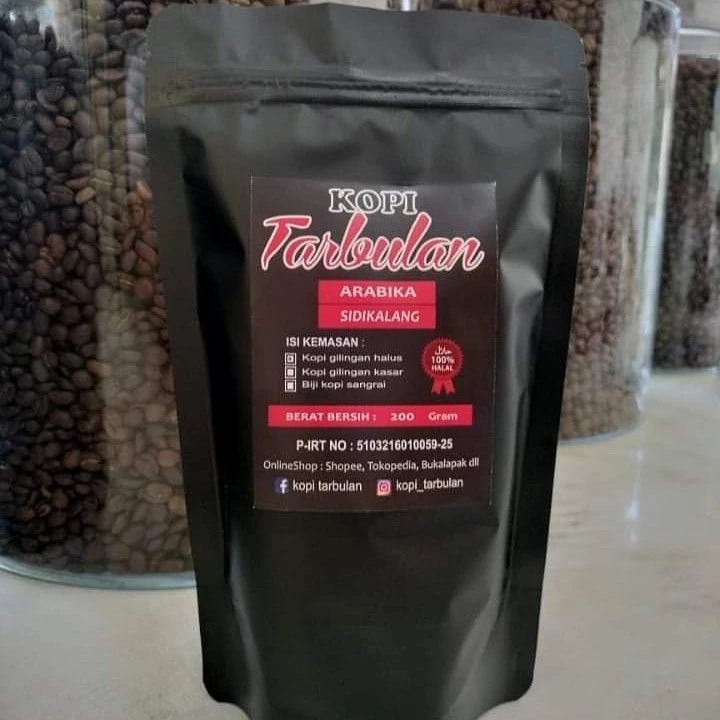 KOPI
Tarbulan
ARABIKA
SIDIKALANG
ISI KEMASAN :
Kopi gilingan halus
Kopi gilingan kasar
Biji kopi sangrai
حلال
100%
HALAL
BERAT BERSIH : 200 Gram
P-IRT NO : 5103216010059-25
OnlineShop : Shopee, Tokopedia, Bukalapak dll
kopi tarbulan kopi_tarbulan